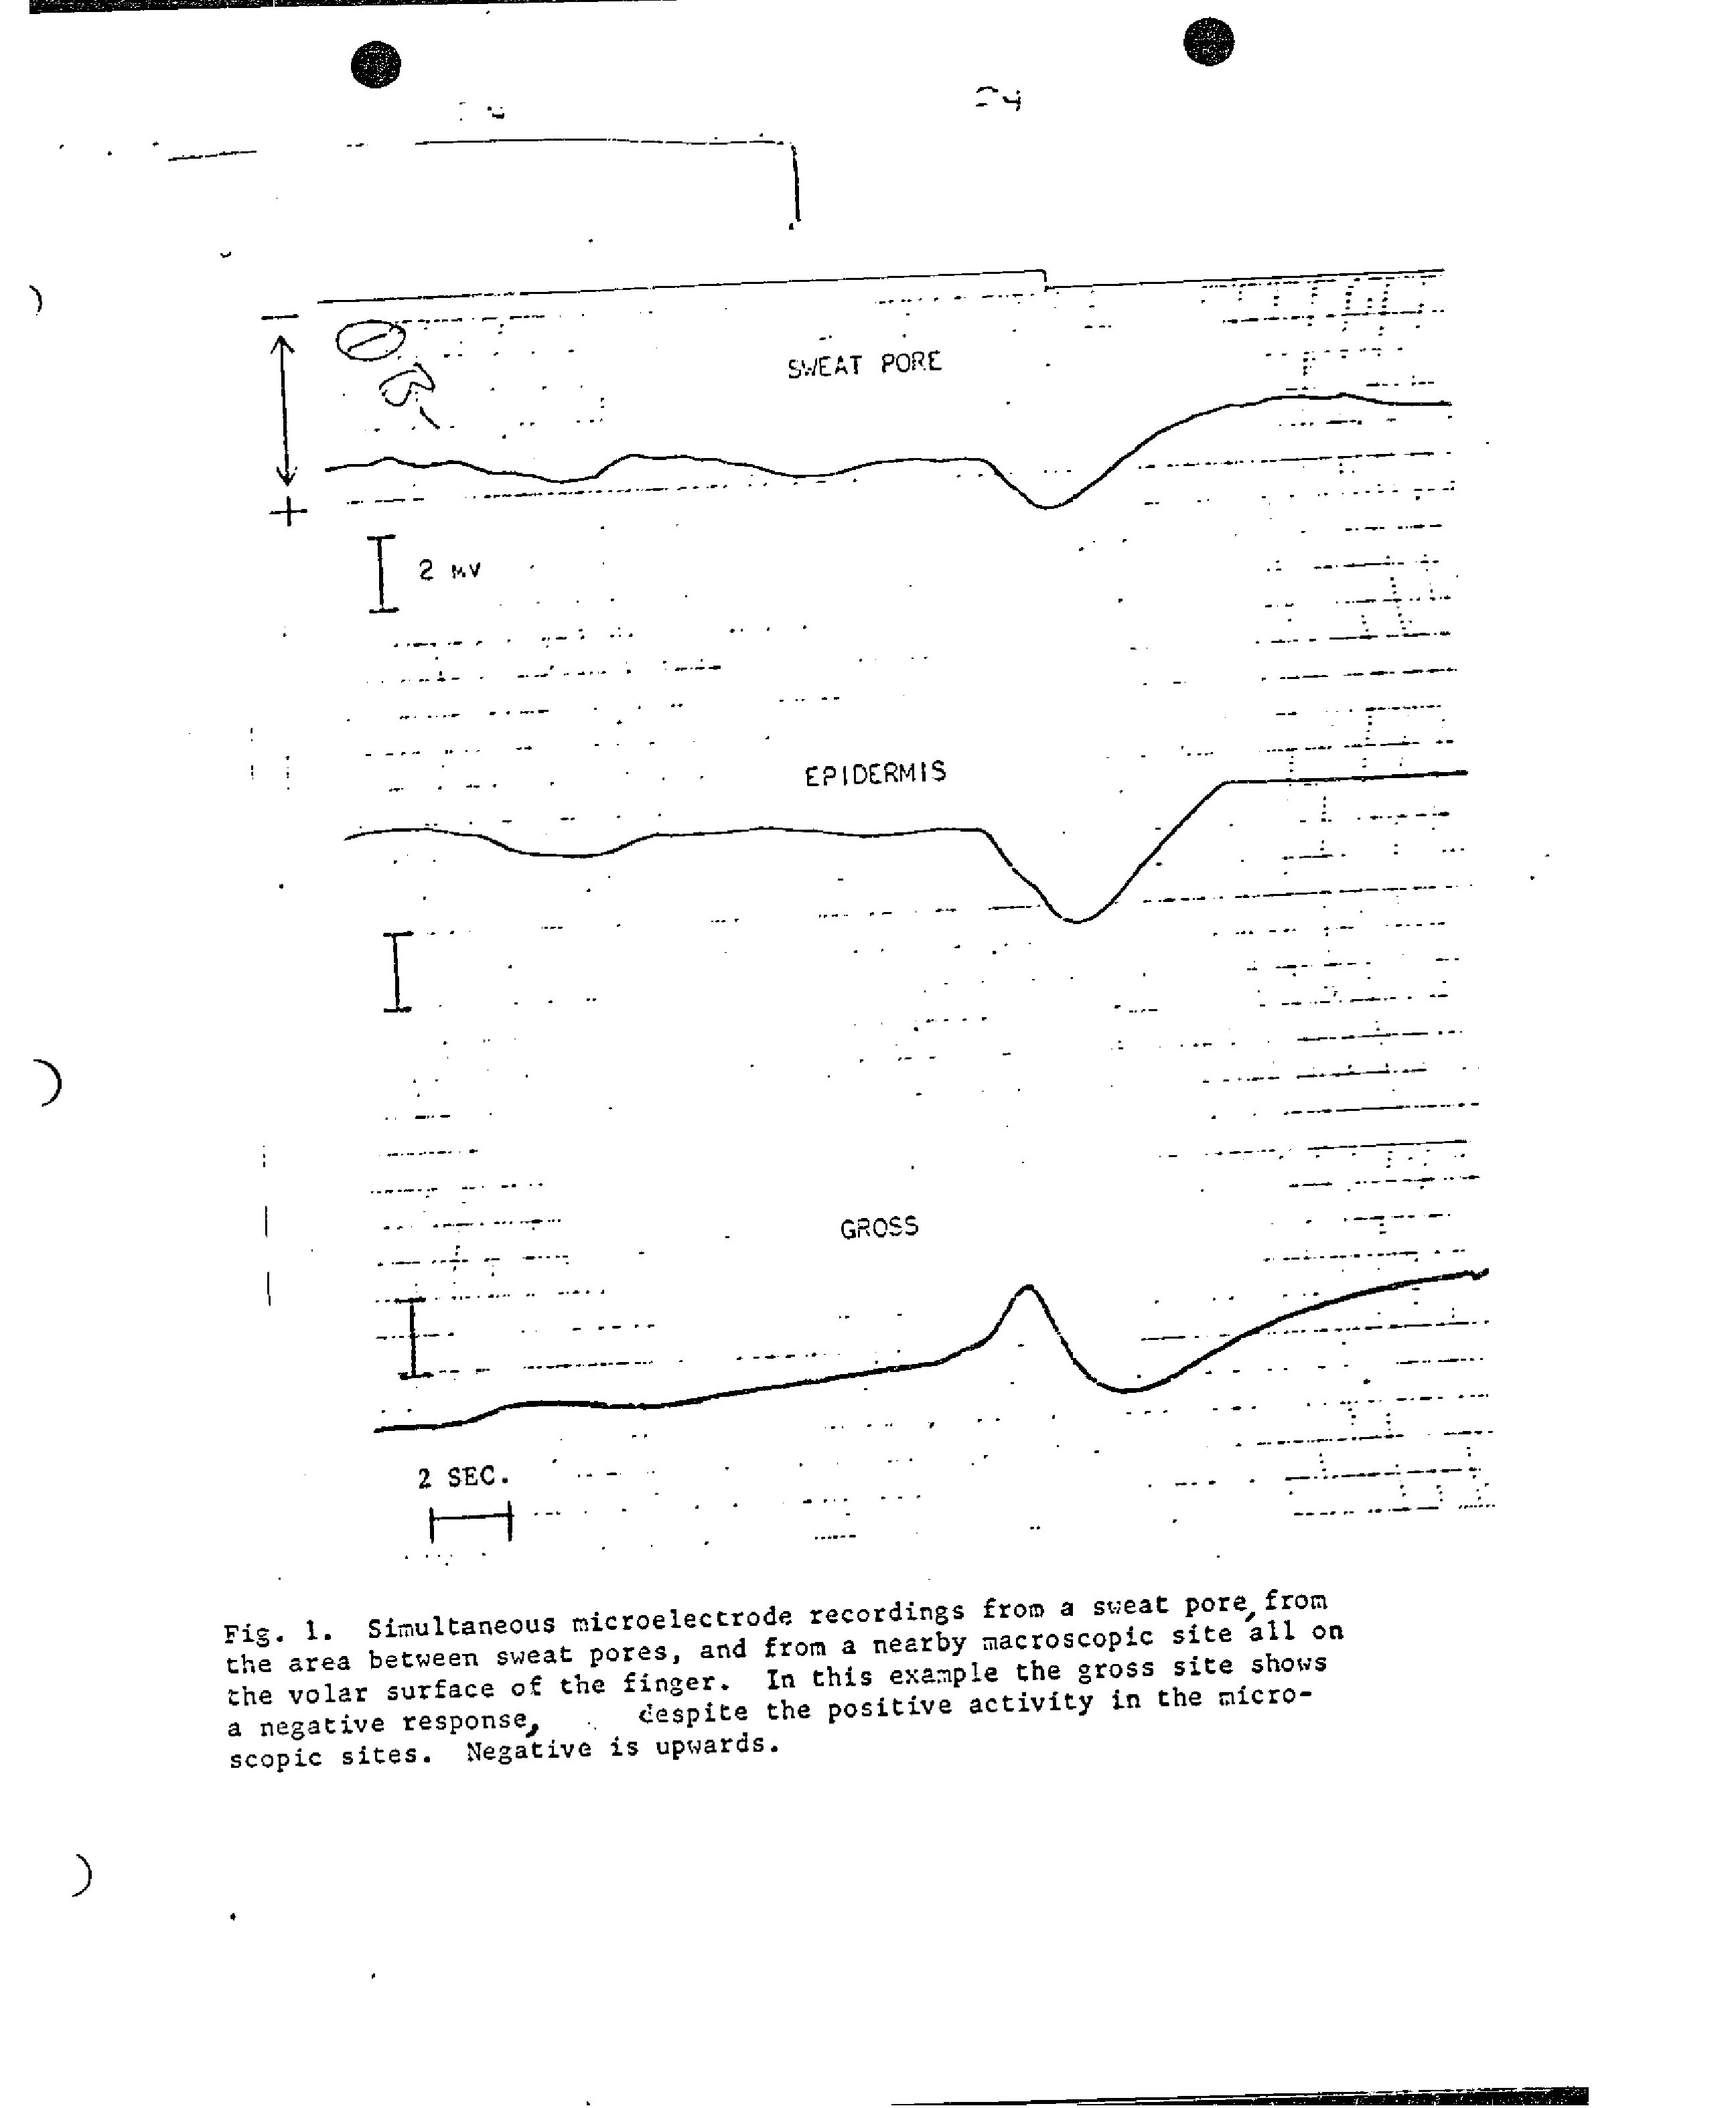 SWEAT PORE
2 MV
EPIDERMIS
GROSS
2 SEC.
Fig. 1. Simultaneous microelectrode recordings from a sweat pore, from
the area between sweat pores, and from a nearby macroscopic site all on
the volar surface of the finger. In this example the gross site shows
a negative response, despite the positive activity in the micro-
scopic sites. Negative is upwards.